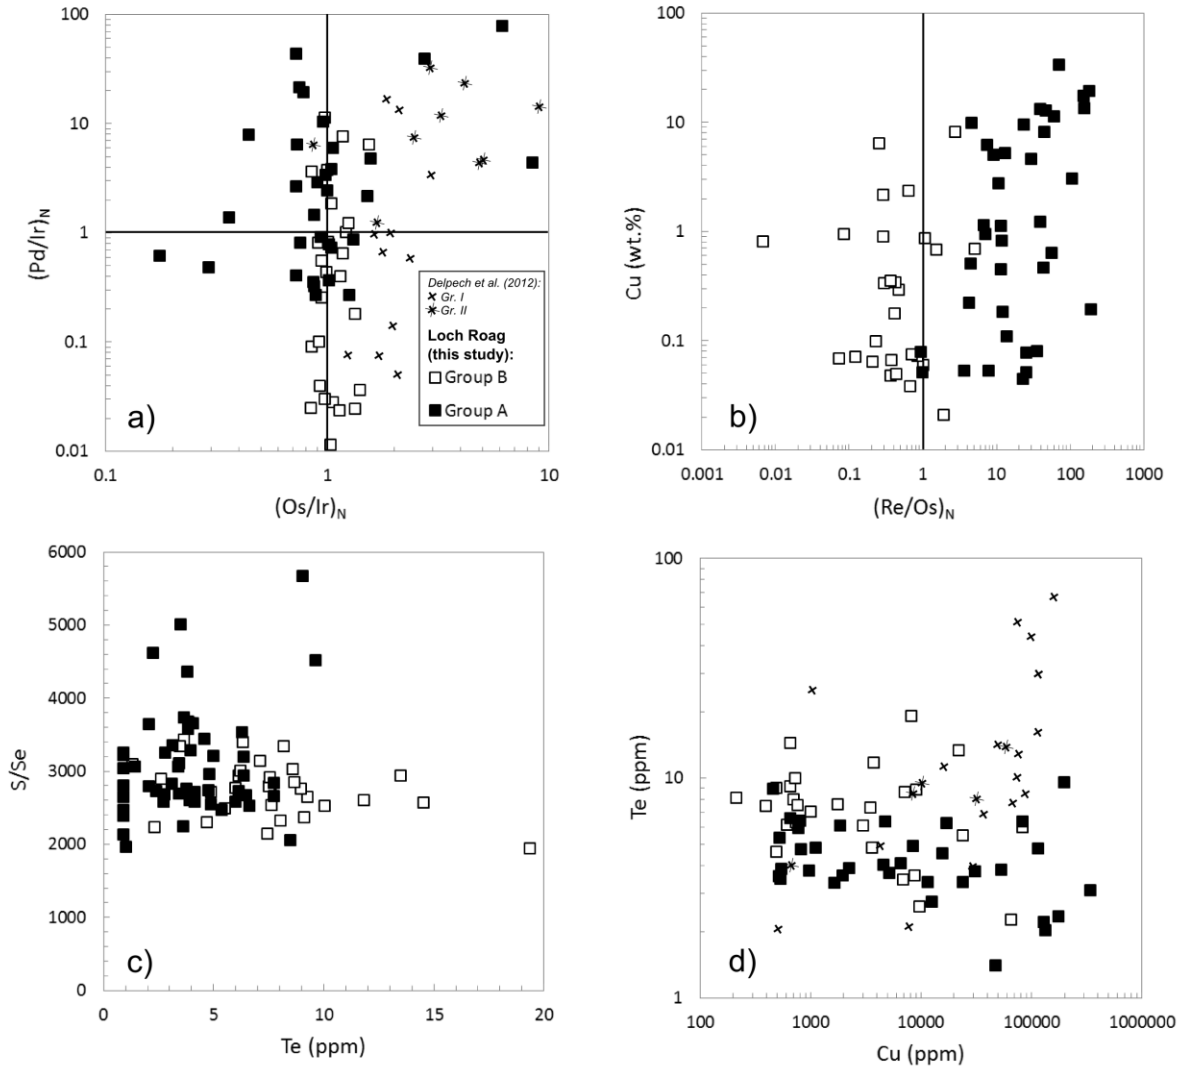 100
10
1
0.1
0.01
(Pd/Ir)N
0.1
1
10
(Os/Ir)N
a)
Delpech et al. (2012):
Gr. I
Gr. II
Loch Roag
(this study):
Group B
Group A
100
10
1
0.1
0.01
Cu (wt.%)
0.001
0.01
0.1
1
10
100
1000
(Re/Os)N
b)
6000
5000
4000
3000
2000
1000
0
S/Se
0
5
10
15
20
Te (ppm)
c)
100
10
1
Te (ppm)
100
1000
10000
100000
1000000
Cu (ppm)
d)